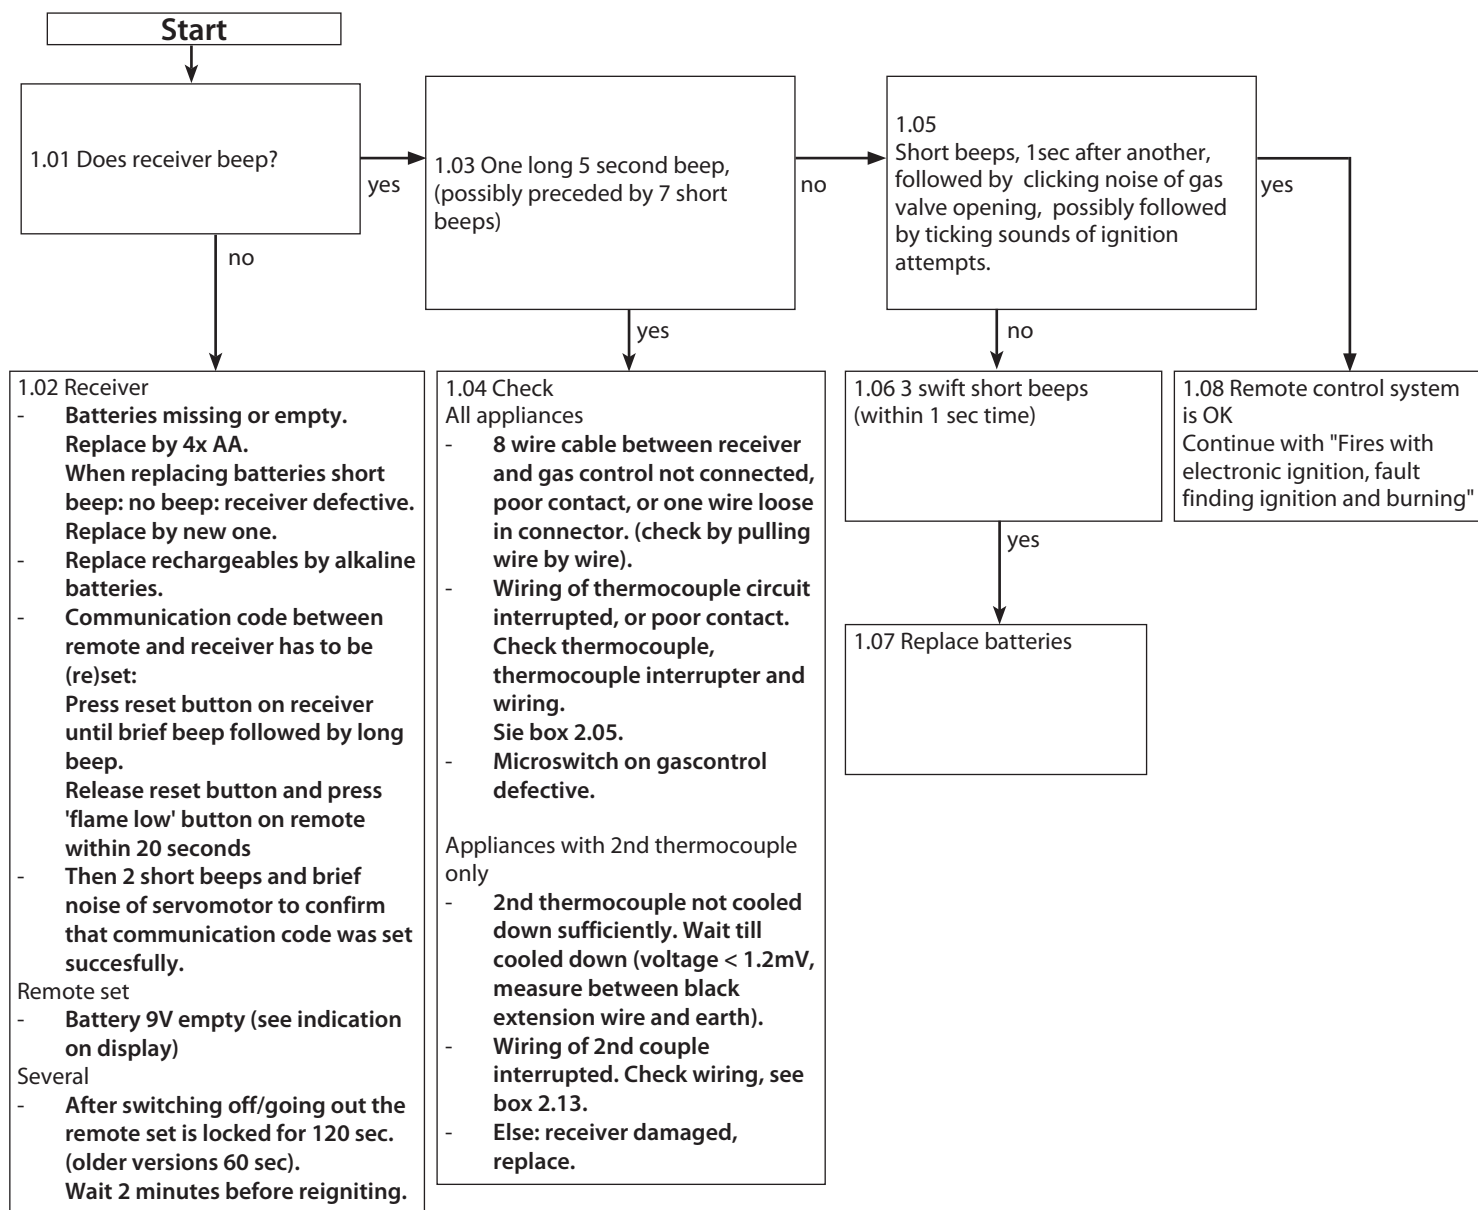 Start
1.01 Does receiver beep?
yes
no
1.03 One long 5 second beep,
(possibly preceded by 7 short
beeps)
no
yes
1.05
Short beeps, 1sec after another,
followed by clicking noise of gas
valve opening, possibly followed
by ticking sounds of ignition
attempts.
yes
no
1.02 Receiver
- Batteries missing or empty.
Replace by 4x AA.
When replacing batteries short
beep: no beep: receiver defective.
Replace by new one.
- Replace rechargeables by alkaline
batteries.
- Communication code between
remote and receiver has to be
(re)set:
Press reset button on receiver
until brief beep followed by long
beep.
Release reset button and press
'flame low' button on remote
within 20 seconds
- Then 2 short beeps and brief
noise of servomotor to confirm
that communication code was set
succesfully.
Remote set
- Battery 9V empty (see indication
on display)
Several
- After switching off/going out the
remote set is locked for 120 sec.
(older versions 60 sec).
Wait 2 minutes before reigniting.
1.04 Check
All appliances
- 8 wire cable between receiver
and gas control not connected,
poor contact, or one wire loose
in connector. (check by pulling
wire by wire).
- Wiring of thermocouple circuit
interrupted, or poor contact.
Check thermocouple,
thermocouple interrupter and
wiring.
Sie box 2.05.
- Microswitch on gascontrol
defective.
Appliances with 2nd thermocouple
only
- 2nd thermocouple not cooled
down sufficiently. Wait till
cooled down (voltage < 1.2mV,
measure between black
extension wire and earth).
- Wiring of 2nd couple
interrupted. Check wiring, see
box 2.13.
- Else: receiver damaged,
replace.
1.06 3 swift short beeps
(within 1 sec time)
yes
1.07 Replace batteries
1.08 Remote control system
is OK
Continue with "Fires with
electronic ignition, fault
finding ignition and burning"